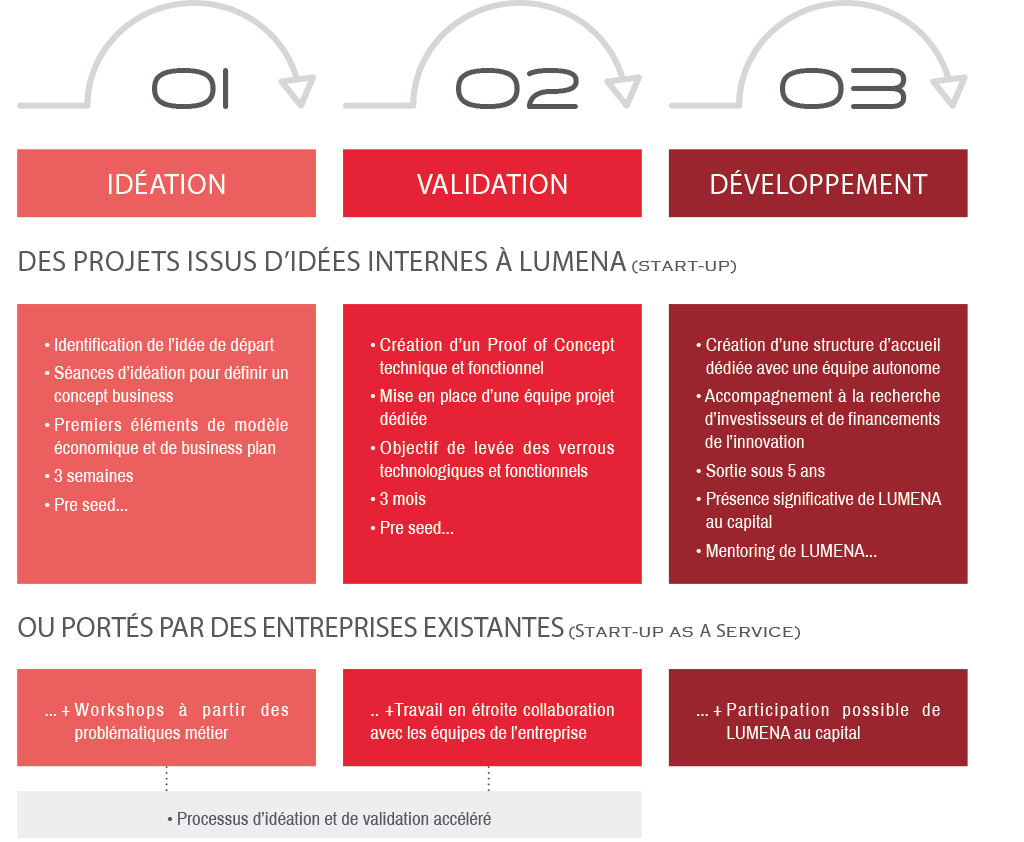 01
02
03
IDÉATION
VALIDATION
DÉVELOPPEMENT
DES PROJETS ISSUS D’IDÉES INTERNES À LUMENA (START-UP)
• Identification de l’idée de départ
• Séances d’idéation pour définir un
concept business
• Premiers éléments de modèle
économique et de business plan
• 3 semaines
• Pre seed...
• Création d’un Proof of Concept
technique et fonctionnel
• Mise en place d’une équipe projet
dédiée
• Objectif de levée des verrous
technologiques et fonctionnels
• 3 mois
• Pre seed...
• Création d’une structure d’accueil
dédiée avec une équipe autonome
• Accompagnement à la recherche
d’investisseurs et de financements
de l’innovation
• Sortie sous 5 ans
• Présence significative de LUMENA
au capital
• Mentoring de LUMENA...
OU PORTÉS PAR DES ENTREPRISES EXISTANTES (START-UP AS A SERVICE)
... + Workshops à partir des
problématiques métier
.. +Travail en étroite collaboration
avec les équipes de l’entreprise
... + Participation possible de
LUMENA au capital
• Processus d’idéation et de validation accéléré